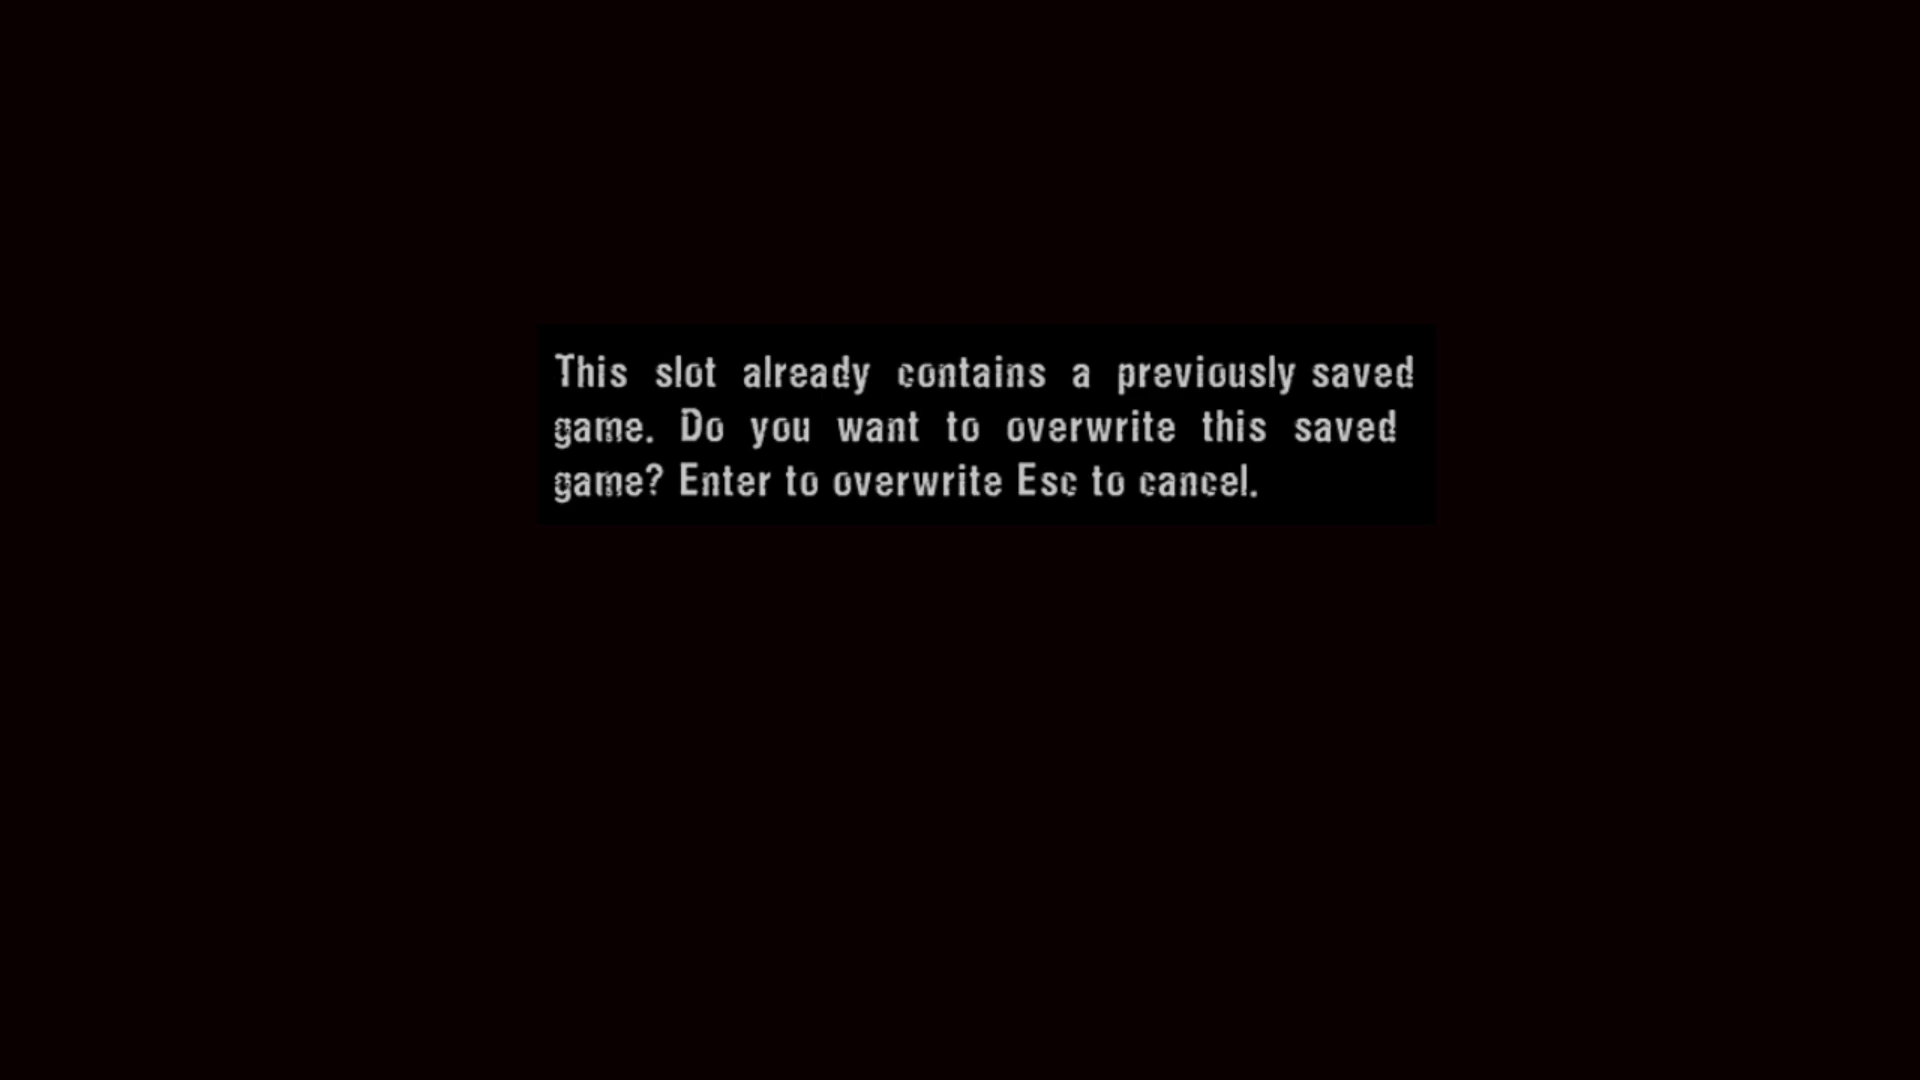 This slot already contains a previously saved
game. Do you want to overwrite this saved
game? Enter to overwrite Esc to cancel.